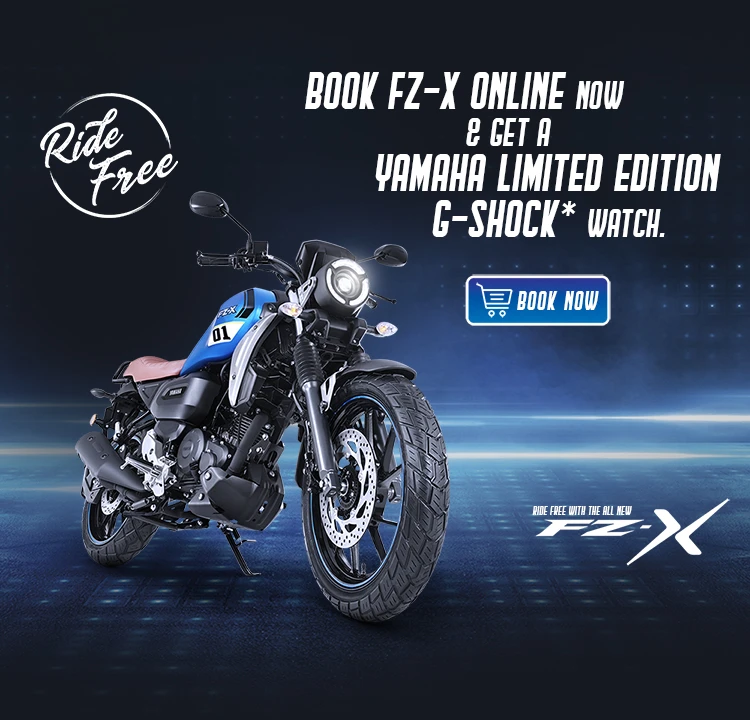 Ride
Free
BOOK FZ-X ONLINE NOW
& GET A
YAMAHA LIMITED EDITION
G-SHOCK* WATCH.
BOOK NOW
FZ-X
01
YAMAHA
RIDE FREE WITH THE ALL NEW
FZ-X